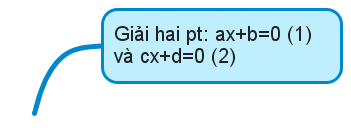 Giải hai pt: ax+b=0 (1)
và cx+d=0 (2)